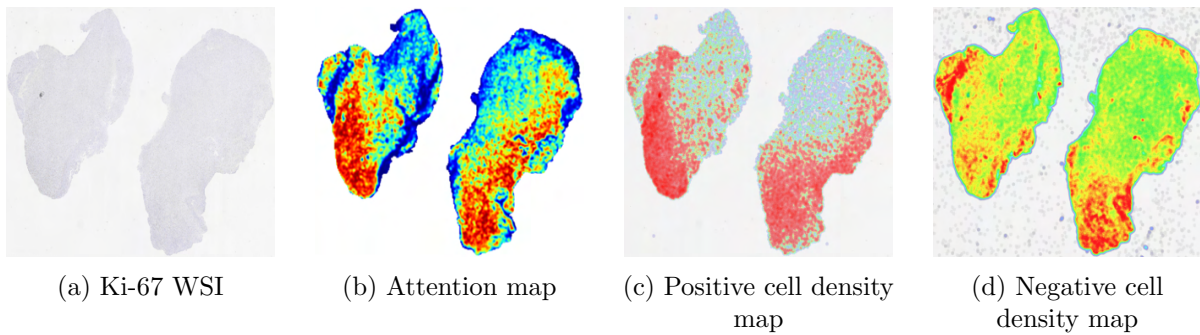 (a) Ki-67 WSI
(b) Attention map
(c) Positive cell density
map
(d) Negative cell
density map